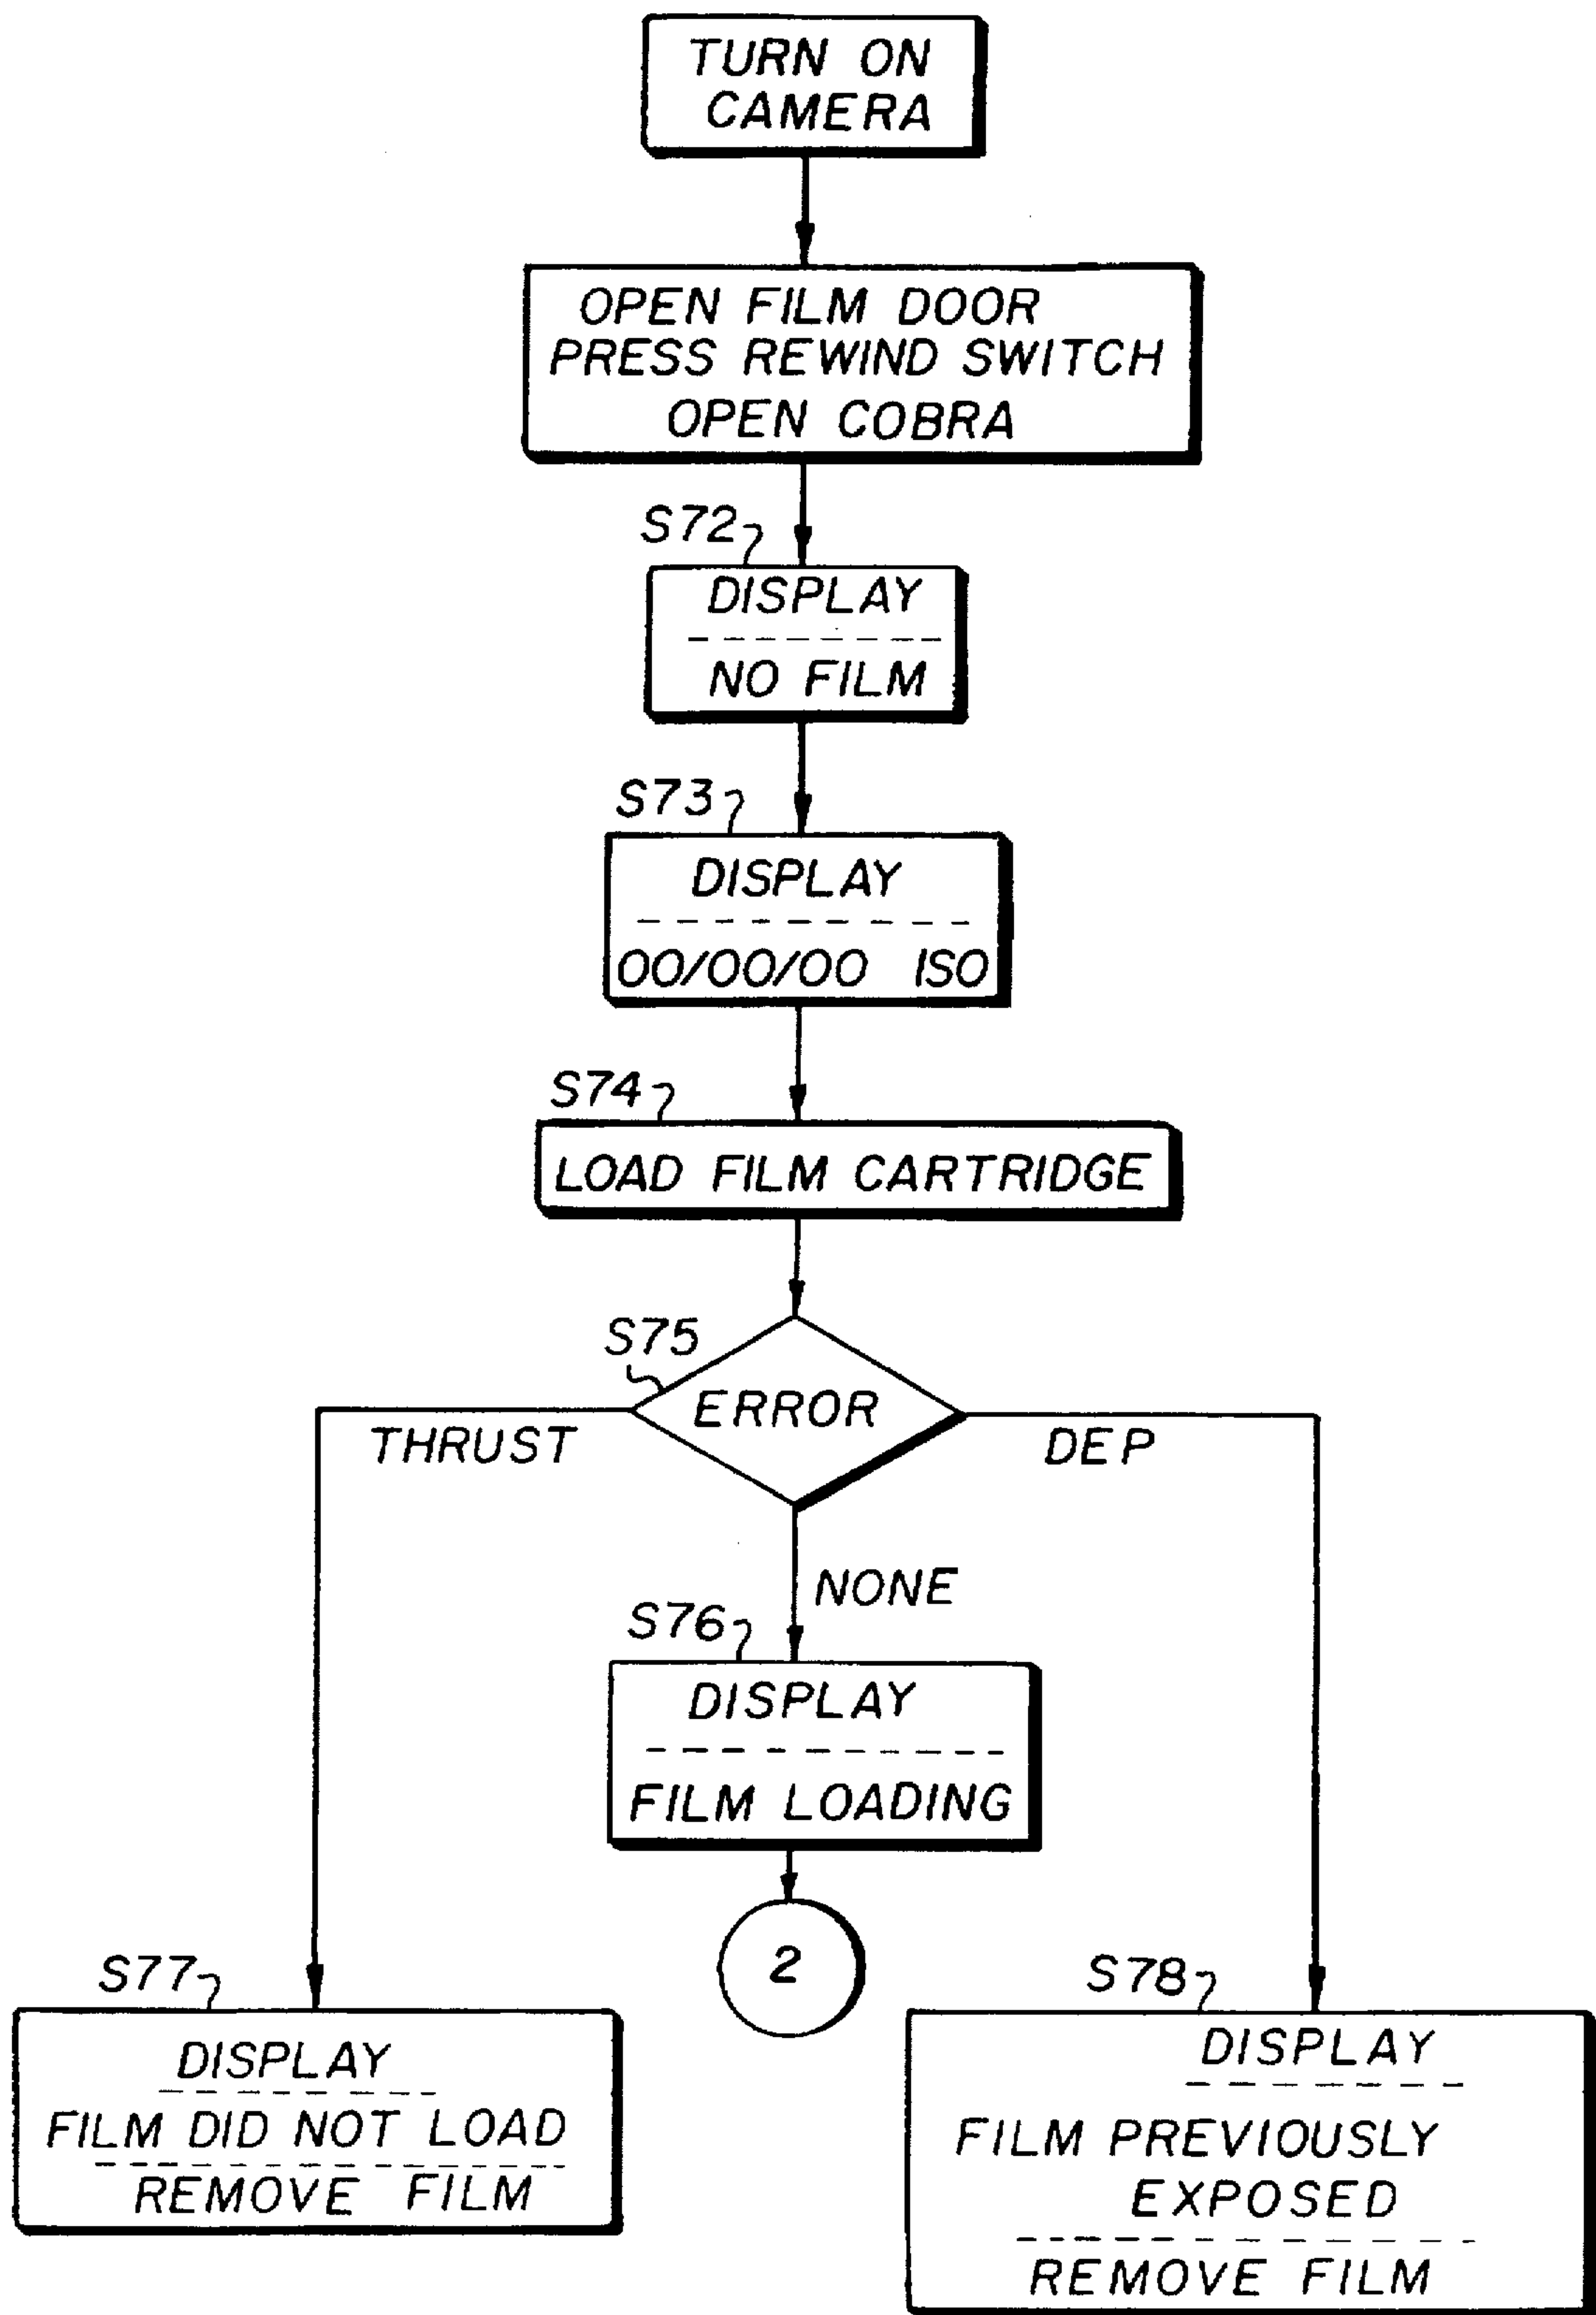 TURN ON
CAMERA
OPEN FILM DOOR
PRESS REWIND SWITCH
OPEN COBRA
S72
DISPLAY
NO FILM
S73
DISPLAY
00/00/00 ISO
S74
LOAD FILM CARTRIDGE
S75
ERROR
THRUST
DEP
NONE
S76
DISPLAY
FILM LOADING
2
S77
DISPLAY
FILM DID NOT LOAD
REMOVE FILM
S78
DISPLAY
FILM PREVIOUSLY
EXPOSED
REMOVE FILM